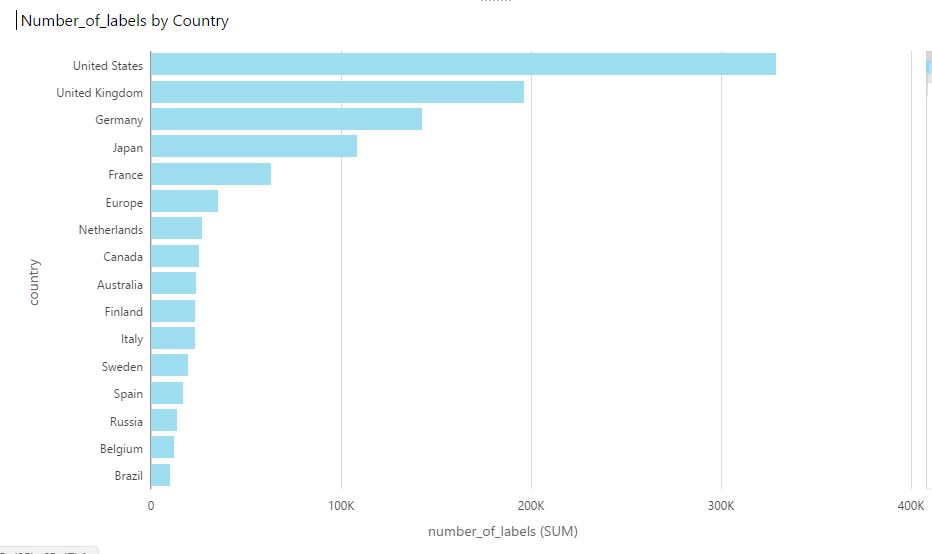 Number_of_labels by Country
United States
United Kingdom
Germany
Japan
France
Europe
Netherlands
Canada
Australia
Finland
Italy
Sweden
Spain
Russia
Belgium
Brazil
country
0 100K 200K 300K 400K
number_of_labels (SUM)